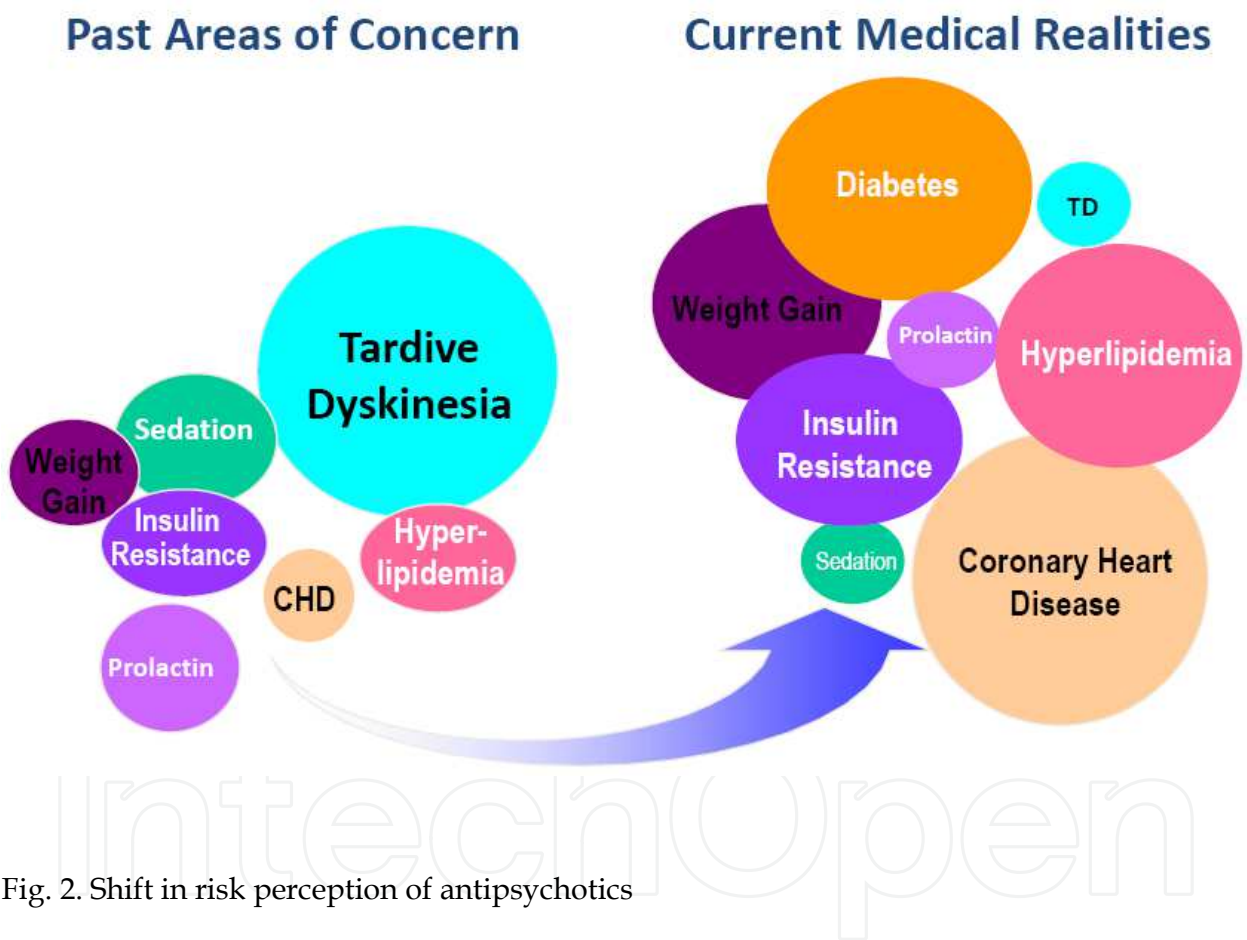 Past Areas of Concern
Current Medical Realities
Tardive
Dyskinesia
Sedation
Weight
Gain
Insulin
Resistance
Hyper-
lipidemia
CHD
Prolactin
Diabetes
TD
Weight Gain
Prolactin
Hyperlipidemia
Insulin
Resistance
Sedation
Coronary Heart
Disease
IntechOpen
Fig. 2. Shift in risk perception of antipsychotics